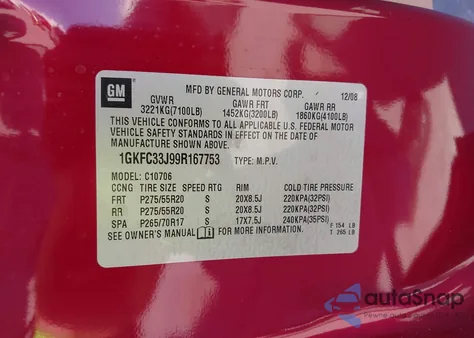 GM
MFD BY GENERAL MOTORS CORP. 12/08
GVWR GAWR FRT GAWR RR
3221KG(7100LB) 1452KG(3200LB) 1860KG(4100LB)
THIS VEHICLE CONFORMS TO ALL APPLICABLE U.S. FEDERAL MOTOR
VEHICLE SAFETY STANDARDS IN EFFECT ON THE DATE OF
MANUFACTURE SHOWN ABOVE.
1GKFC33J99R167753 TYPE: M.P.V.
MODEL: C10706
CCNG TIRE SIZE SPEED RTG RIM COLD TIRE PRESSURE
FRT P275/55R20 S 20X8.5J 220KPA(32PSI)
RR P275/55R20 S 20X8.5J 220KPA(32PSI)
SPA P265/70R17 S 17X7.5J 240KPA(35PSI)
SEE OWNER'S MANUAL FOR MORE INFORMATION.
F 154 LB
T 265 LB
autoSnap